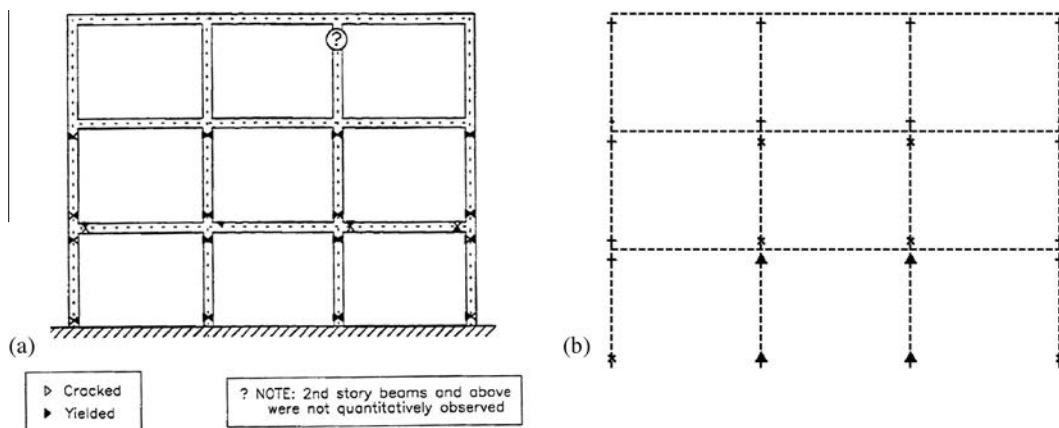 ?
(a)
(b)
▷ Cracked
▶ Yielded
? NOTE: 2nd story beams and above
were not quantitatively observed